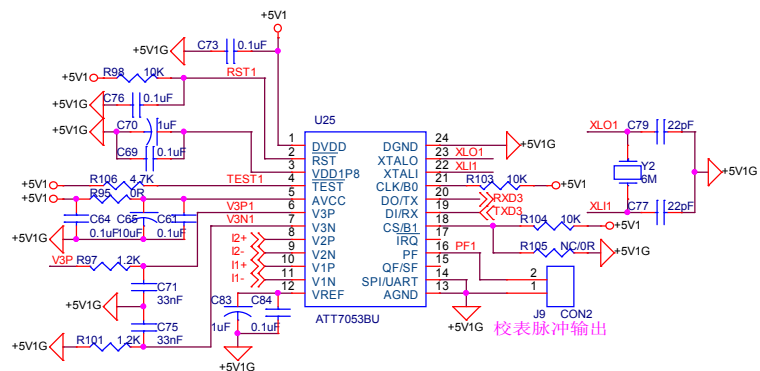 +5V1
C73
0.1uF
+5V1G
+5V1
R98
10K
RST1
C76
0.1uF
+5V1G
C70
1uF
+5V1G
C69
0.1uF
U25
1
DVDD
DGND
24
+5V1G
2
RST
XTALO
23
XLO1
3
VDD1P8
XTALI
22
XLI1
+5V1
R106
4.7K
TEST1
4
TEST
CLK/B0
21
R103
10K
+5V1
+5V1
R95
0R
5
AVCC
DO/TX
20
RXD3
V3P1
6
V3P
DI/RX
19
TXD3
V3N1
7
V3N
CS/B1
18
R104
10K
+5V1
C64
0.1uF
C65
10uF
C61
0.1uF
+5V1G
I2+
8
V2P
IRQ
17
I2-
9
V2N
PF
16
PF1
R105
NC/0R
+5V1G
I1+
10
V1P
QF/SF
15
I1-
11
V1N
SPI/UART
14
12
VREF
AGND
13
ATT7053BU
V3P
R97
1.2K
C71
33nF
+5V1G
C75
33nF
+5V1G
R101
1.2K
C83
1uF
C84
0.1uF
+5V1G
+5V1G
2
1
J9
CON2
校表脉冲输出
XLO1
C79
22pF
Y2
6M
+5V1G
XLI1
C77
22pF